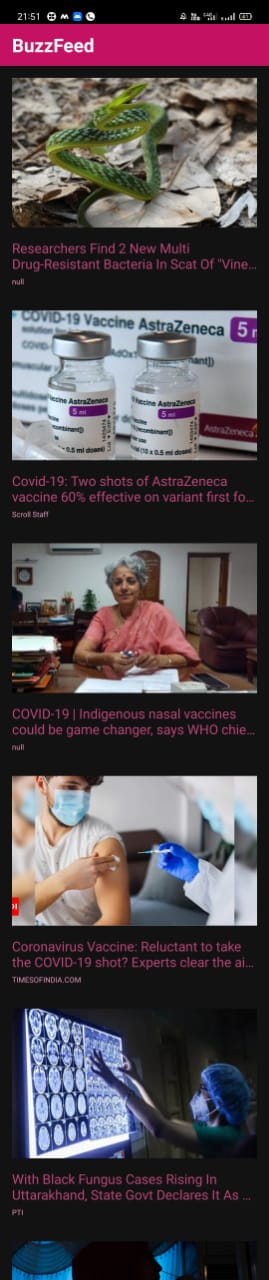 21:51
61
BuzzFeed
Researchers Find 2 New Multi
Drug-Resistant Bacteria In Scat Of "Vine...
null
COVID-19 Vaccine AstraZeneca
5 m
COVID-
5 ml
5 ml
AstraZeneca
Covid-19: Two shots of AstraZeneca
vaccine 60% effective on variant first fo...
Scroll Staff
COVID-19 | Indigenous nasal vaccines
could be game changer, says WHO chie...
null
Coronavirus Vaccine: Reluctant to take
the COVID-19 shot? Experts clear the ai...
TIMESOFINDIA.COM
With Black Fungus Cases Rising In
Uttarakhand, State Govt Declares It As ...
PTI